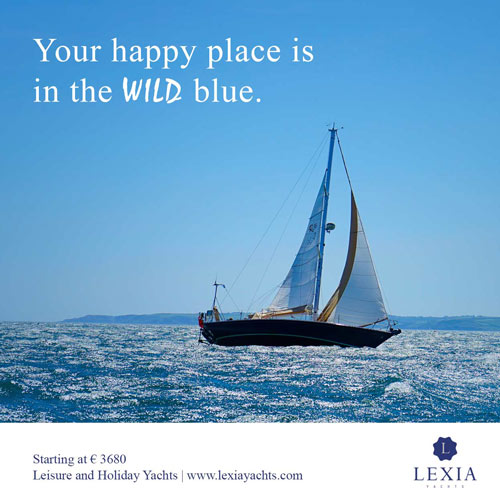 Your happy place is
in the WILD blue.
Starting at € 3680
Leisure and Holiday Yachts | www.lexiayachts.com
L
LEXIA
YACHTS